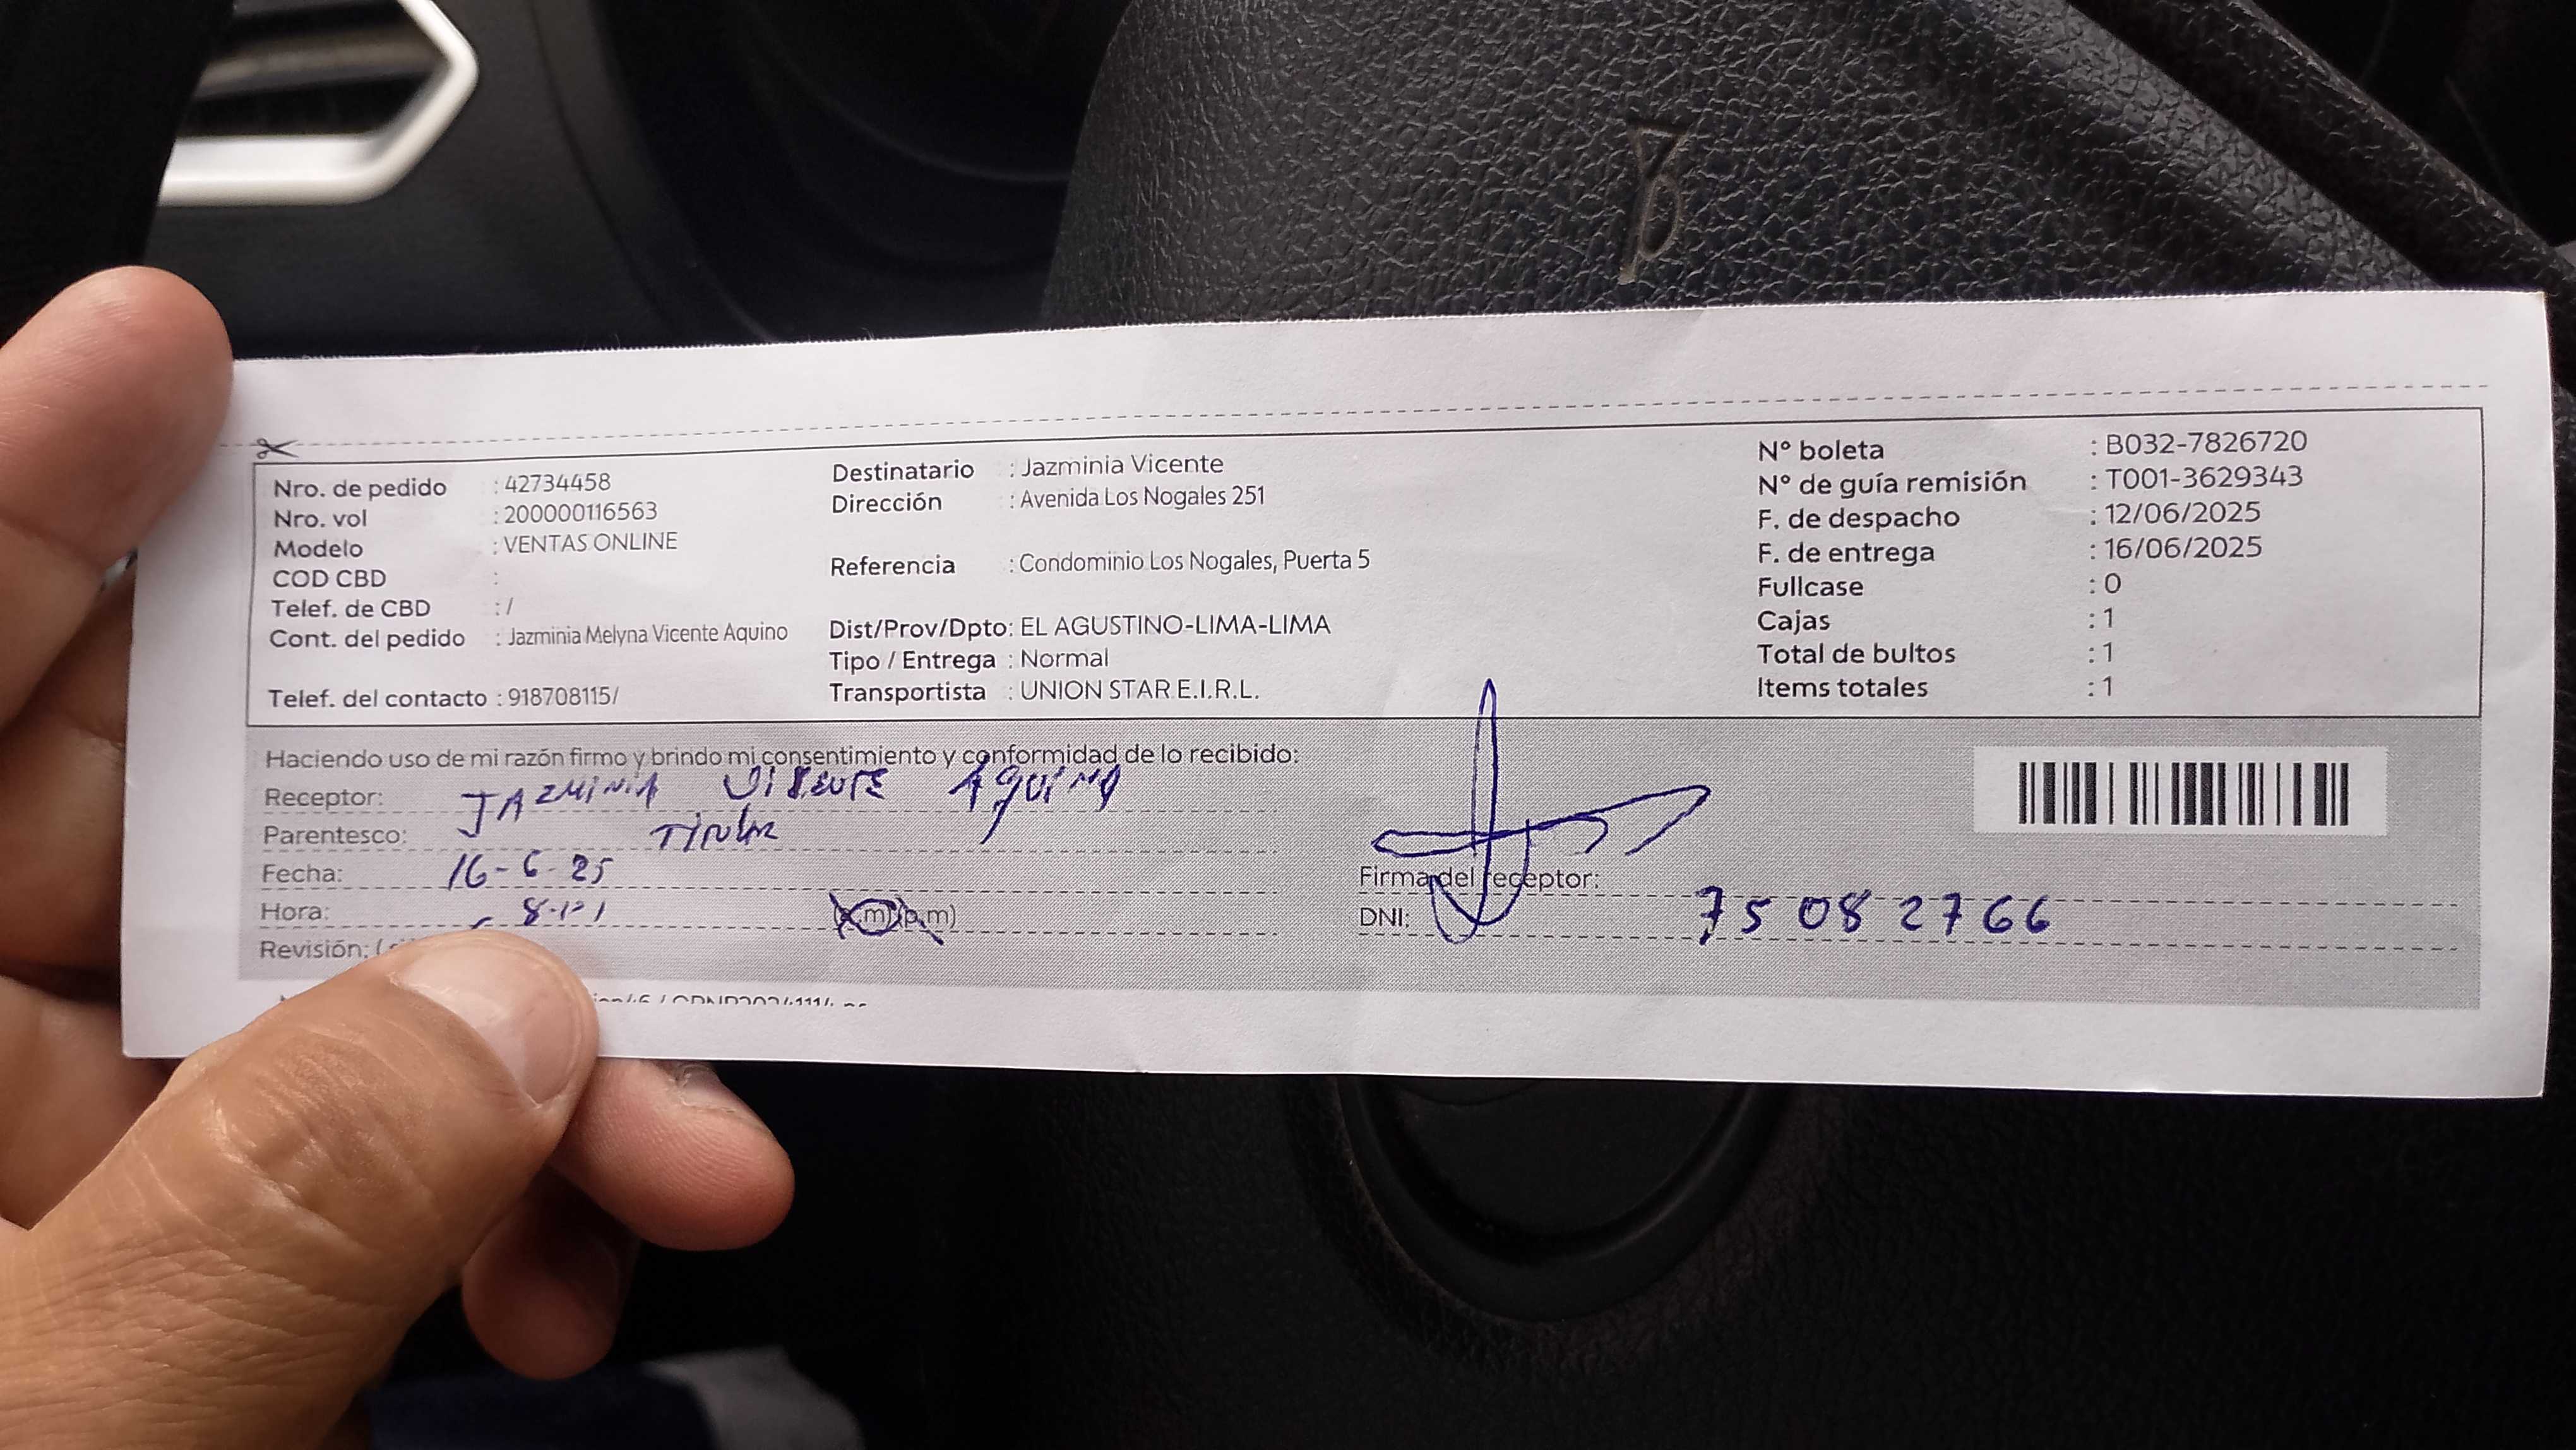 Nro. de pedido : 42734458
Nro. vol : 200000116563
Modelo : VENTAS ONLINE
COD CBD :
Telef. de CBD : /
Cont. del pedido : Jazminia Melyna Vicente Aquino
Telef. del contacto : 918708115/
Destinatario : Jazminia Vicente
Dirección : Avenida Los Nogales 251
Referencia : Condominio Los Nogales, Puerta 5
Dist/Prov/Dpto: EL AGUSTINO-LIMA-LIMA
Tipo / Entrega : Normal
Transportista : UNION STAR E.I.R.L.
N° boleta : B032-7826720
N° de guía remisión : T001-3629343
F. de despacho : 12/06/2025
F. de entrega : 16/06/2025
Fullcase : 0
Cajas : 1
Total de bultos : 1
Items totales : 1
Haciendo uso de mi razón firmo y brindo mi consentimiento y conformidad de lo recibido:
Receptor: JAZMINIA VISENTE AQUINO
Parentesco: TITULAR
Fecha: 16-6-25
Hora:
Revisión: (
Firma del receptor:
DNI: 75082766